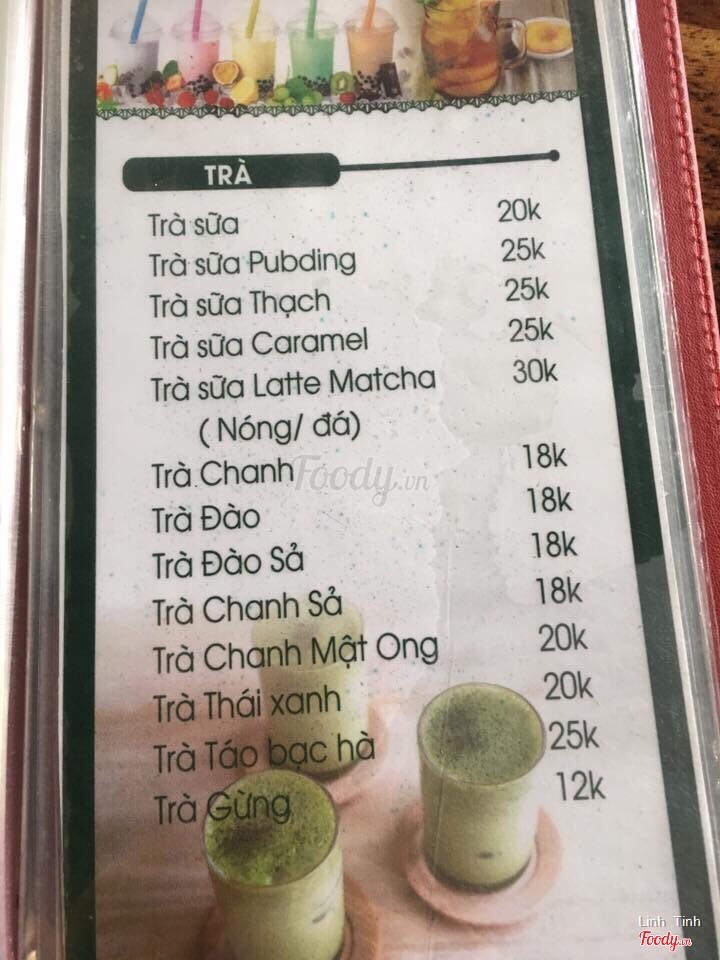 TRÀ
Trà sữa 20k
Trà sữa Pubding 25k
Trà sữa Thạch 25k
Trà sữa Caramel 25k
Trà sữa Latte Matcha 30k
( Nóng/ đá)
Trà Chanh 18k
Trà Đào 18k
Trà Đào Sả 18k
Trà Chanh Sả 18k
Trà Chanh Mật Ong 20k
Trà Thái xanh 20k
Trà Táo bạc hà 25k
Trà Gừng 12k
Foody.vn
Linh Tinh
Foody.vn